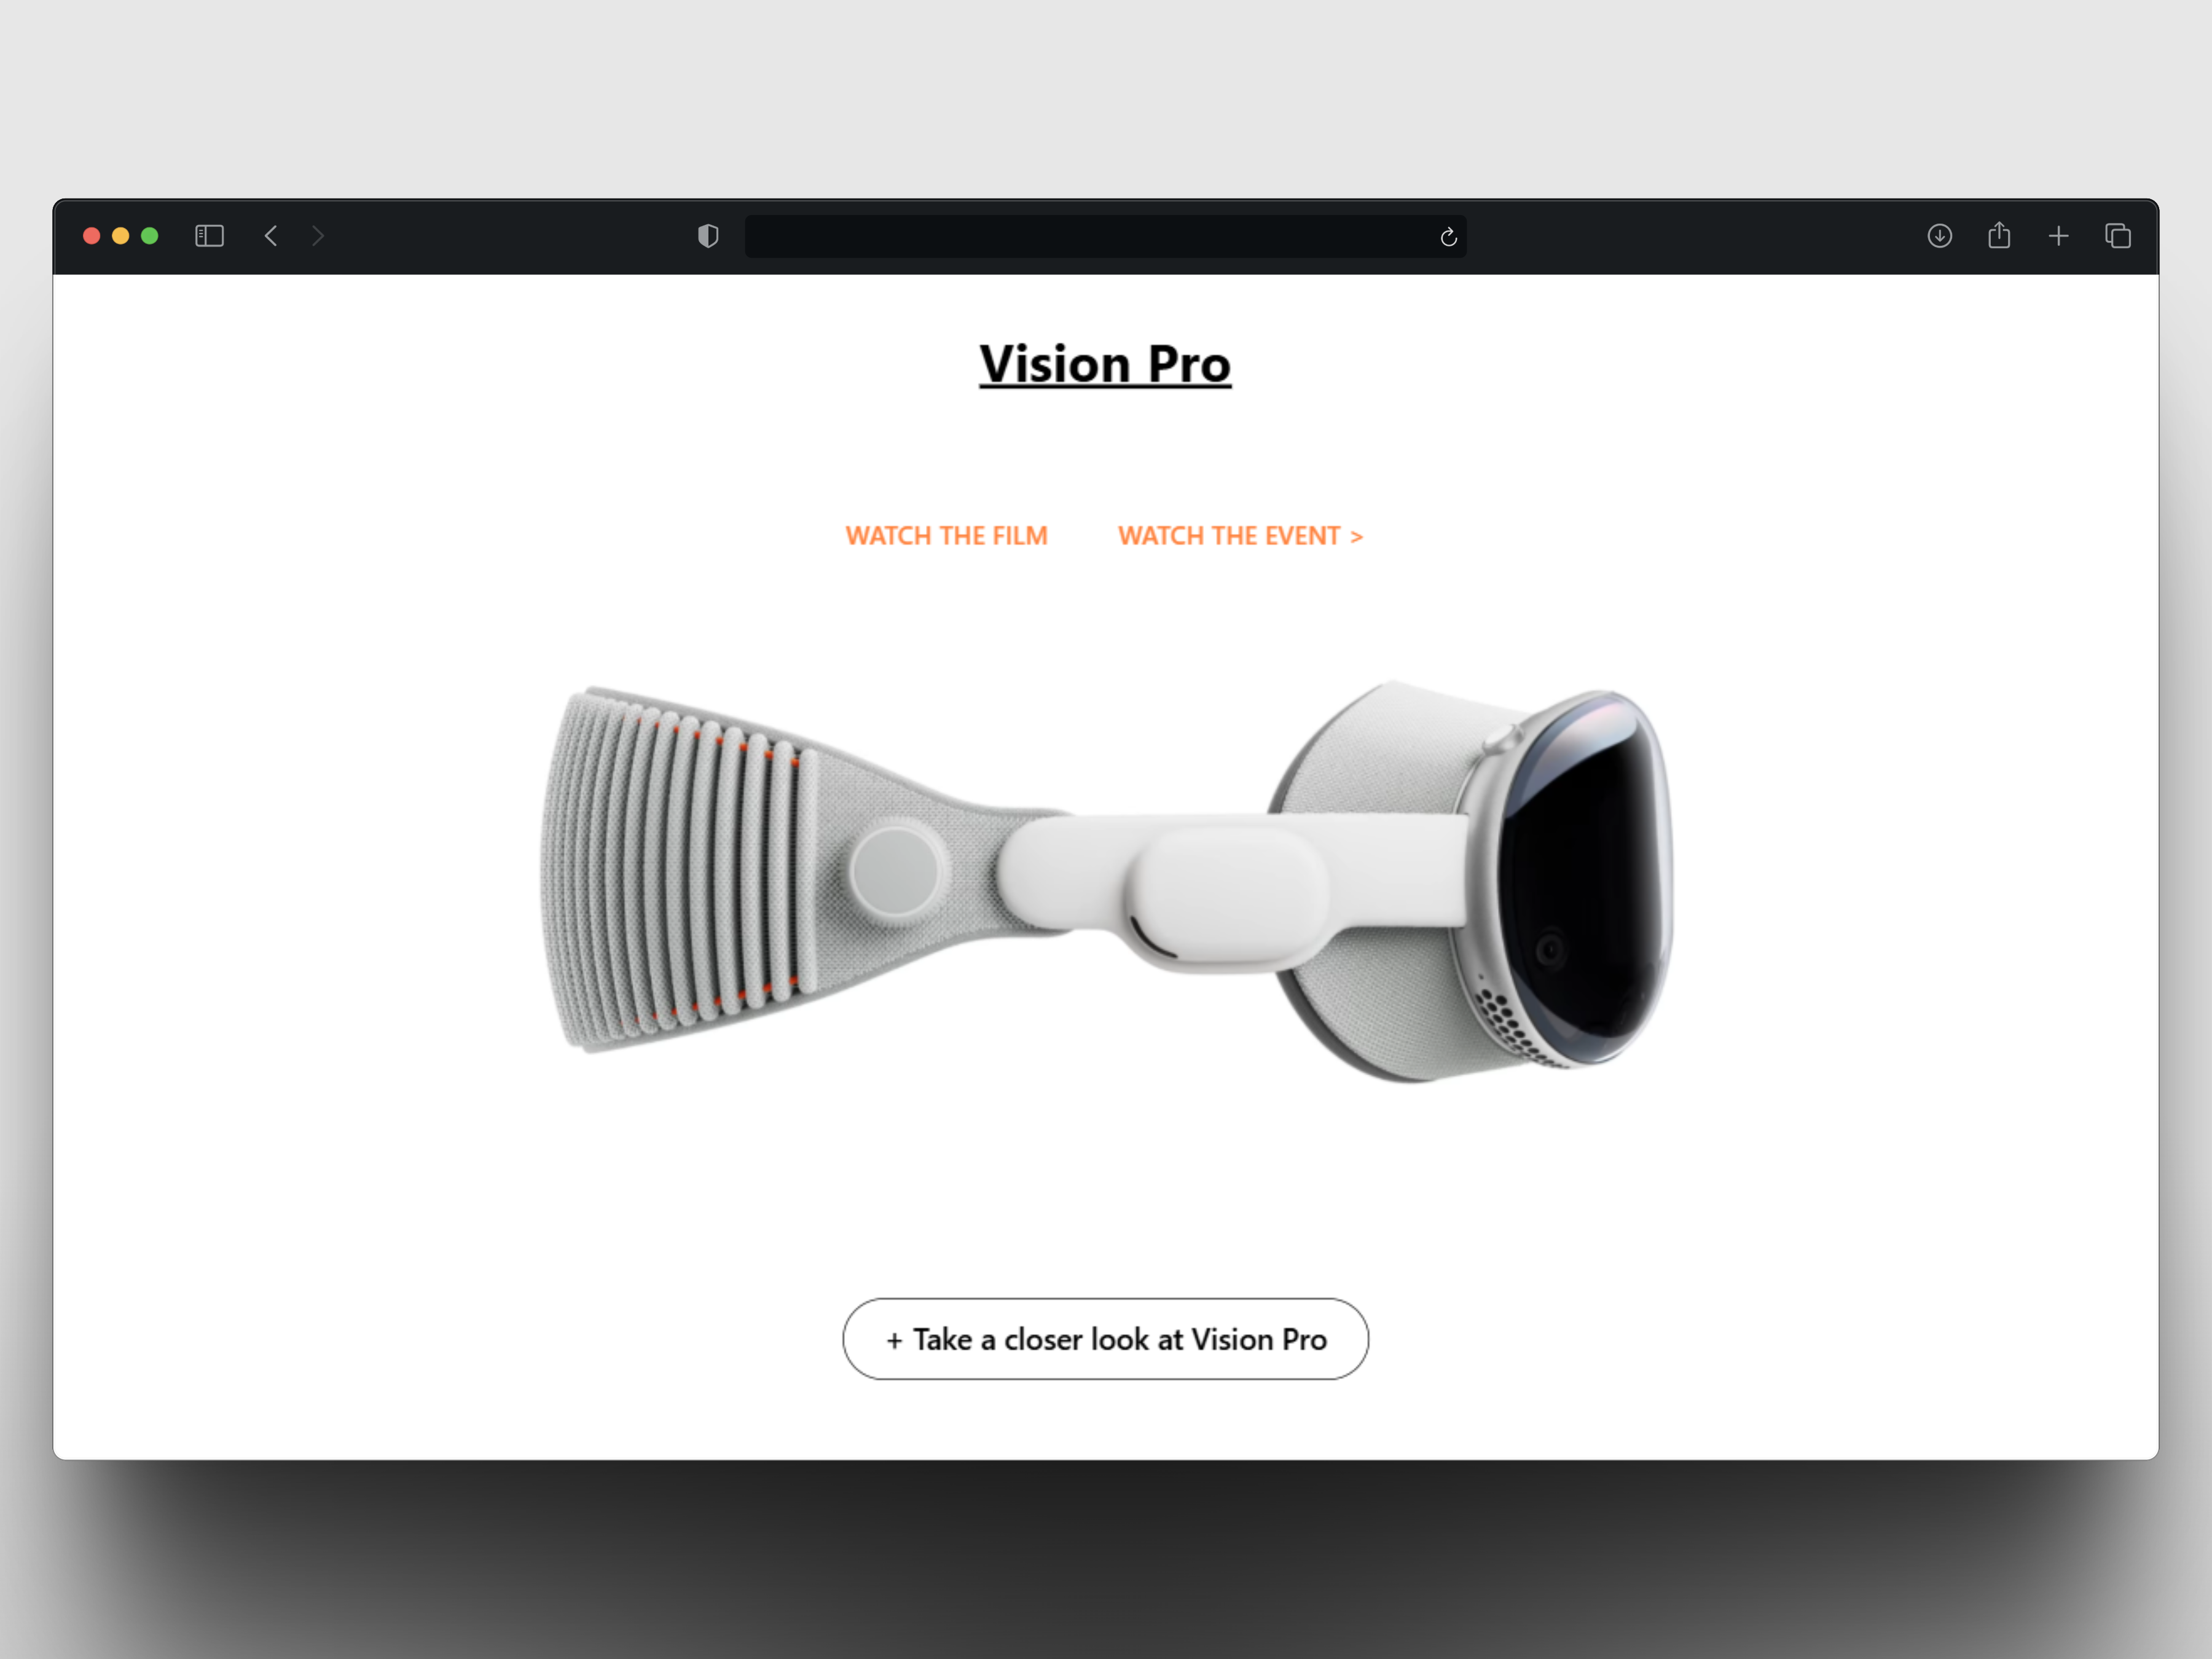 Vision Pro
WATCH THE FILM WATCH THE EVENT >
+ Take a closer look at Vision Pro